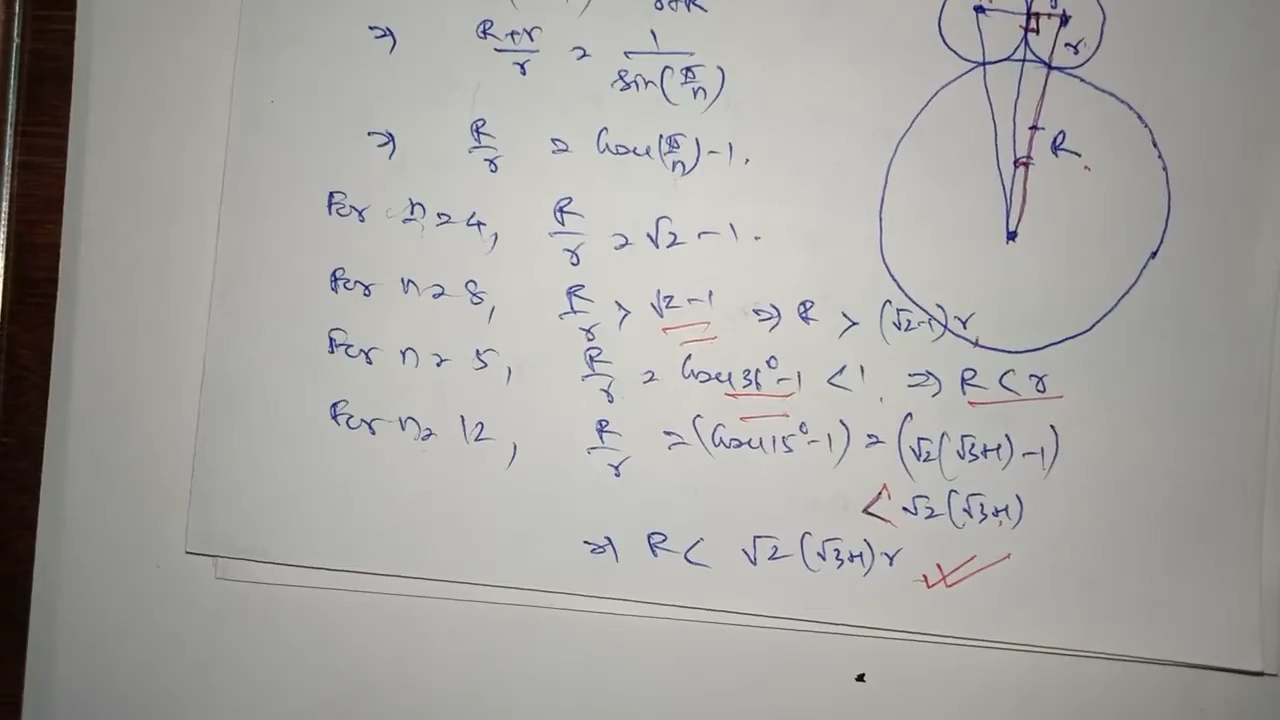 ⇒ R+r/r = 1/sin(π/n)
⇒ R/r = Cosec(π/n) - 1.
For n = 4, R/r = √2 - 1.
For n = 8, R/r > √2 - 1 ⇒ R > (√2-1) r
For n = 5, R/r = Cosec 36° - 1 < 1 ⇒ R < r
For n = 12, R/r = (Cosec 15° - 1) = (√2(√3+1) - 1)
< √2(√3+1)
⇒ R < √2(√3+1) r
r
R